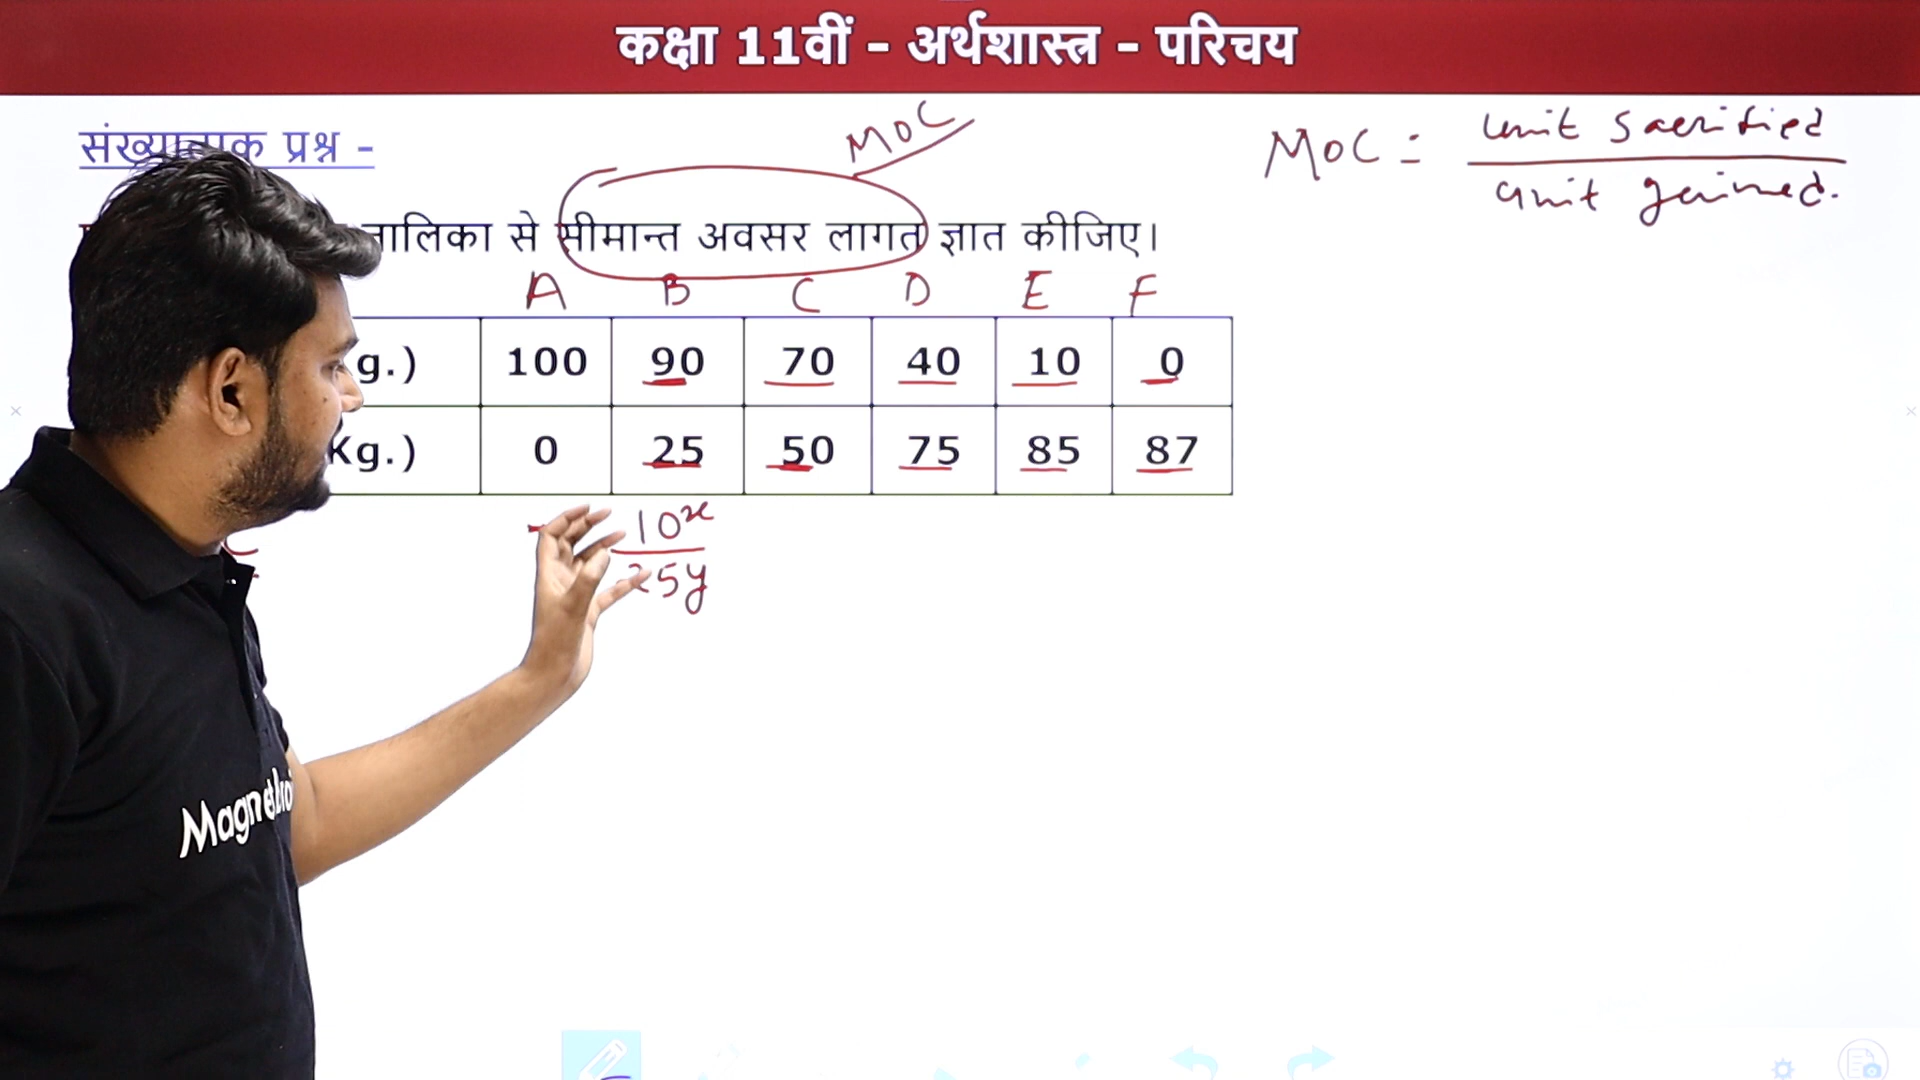 कक्षा 11वीं - अर्थशास्त्र - परिचय
संख्यात्मक प्रश्न -
MOC
MOC = unit sacrified
unit gained.
तालिका से सीमान्त अवसर लागत ज्ञात कीजिए।
A B C D E F
g.) 100 90 70 40 10 0
Kg.) 0 25 50 75 85 87
- 10x
25y
C
Magnet